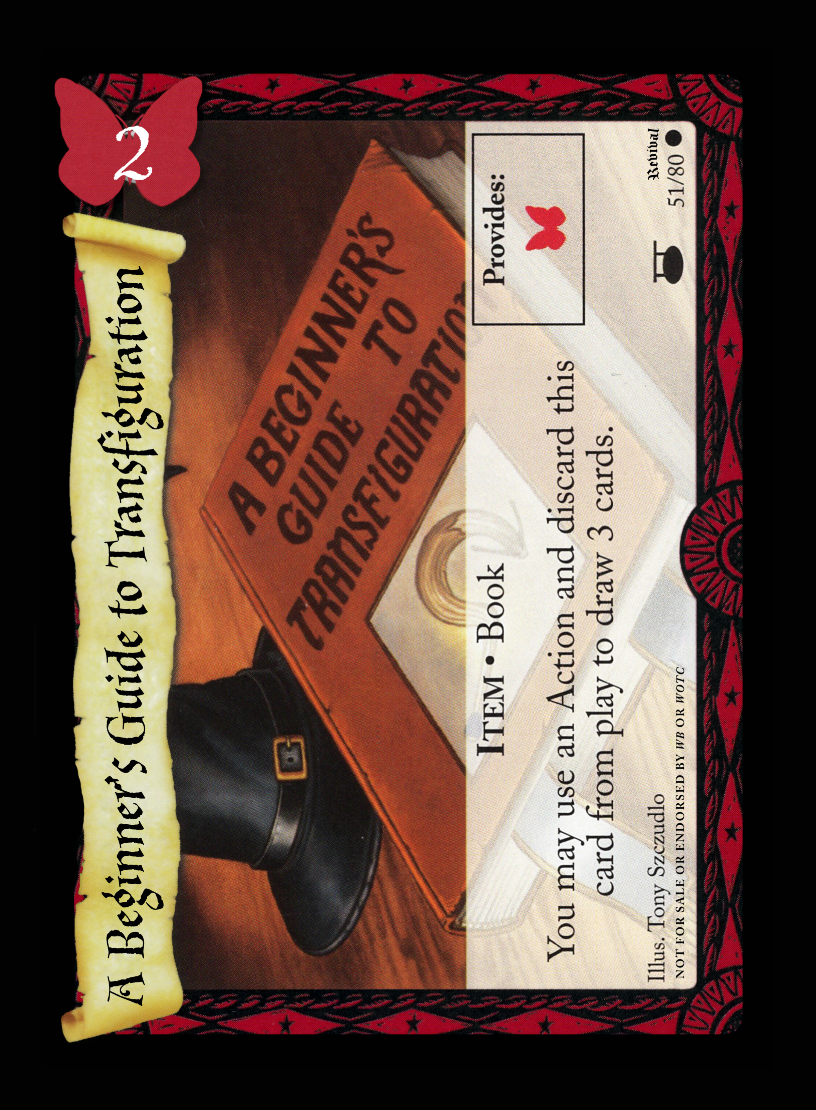 A Beginner's Guide to Transfiguration
2
A BEGINNER'S
GUIDE TO
TRANSFIGURATION
ITEM • Book
Provides:
You may use an Action and discard this
card from play to draw 3 cards.
Illus. Tony Szczudlo
NOT FOR SALE OR ENDORSED BY WB OR WOTC
Revival
51/80